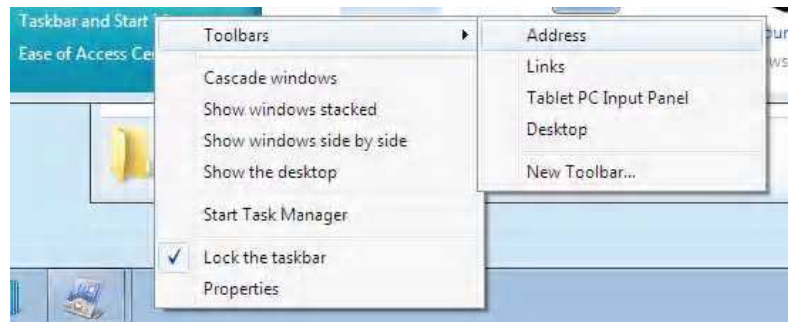 Taskbar and Start
Ease of Access
Toolbars
Cascade windows
Show windows stacked
Show windows side by side
Show the desktop
Start Task Manager
Lock the taskbar
Properties
Address
Links
Tablet PC Input Panel
Desktop
New Toolbar...